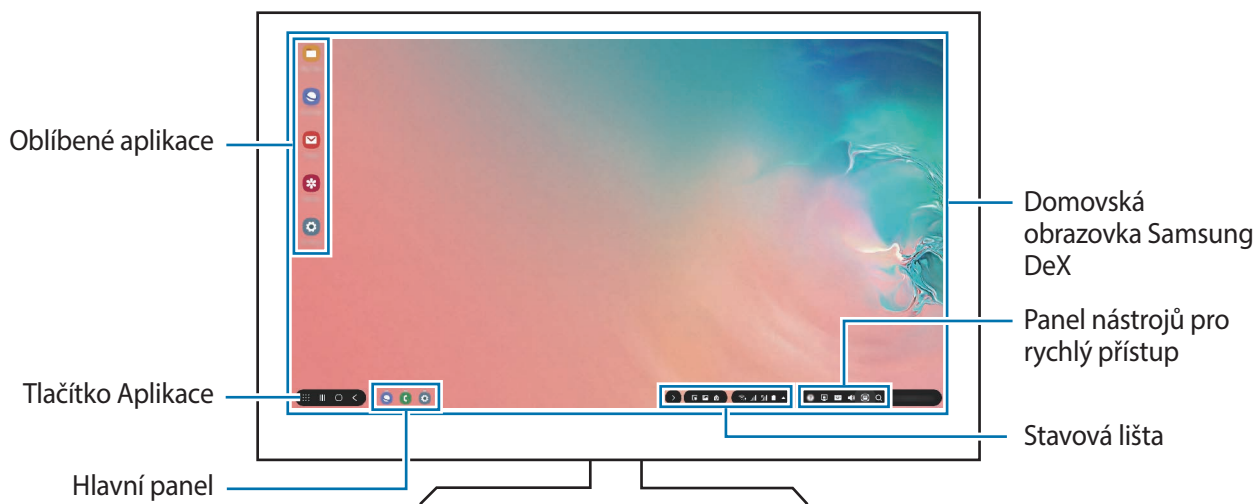 Oblíbené aplikace
Domovská
obrazovka Samsung
DeX
Panel nástrojů pro
rychlý přístup
Tlačítko Aplikace
Stavová lišta
Hlavní panel